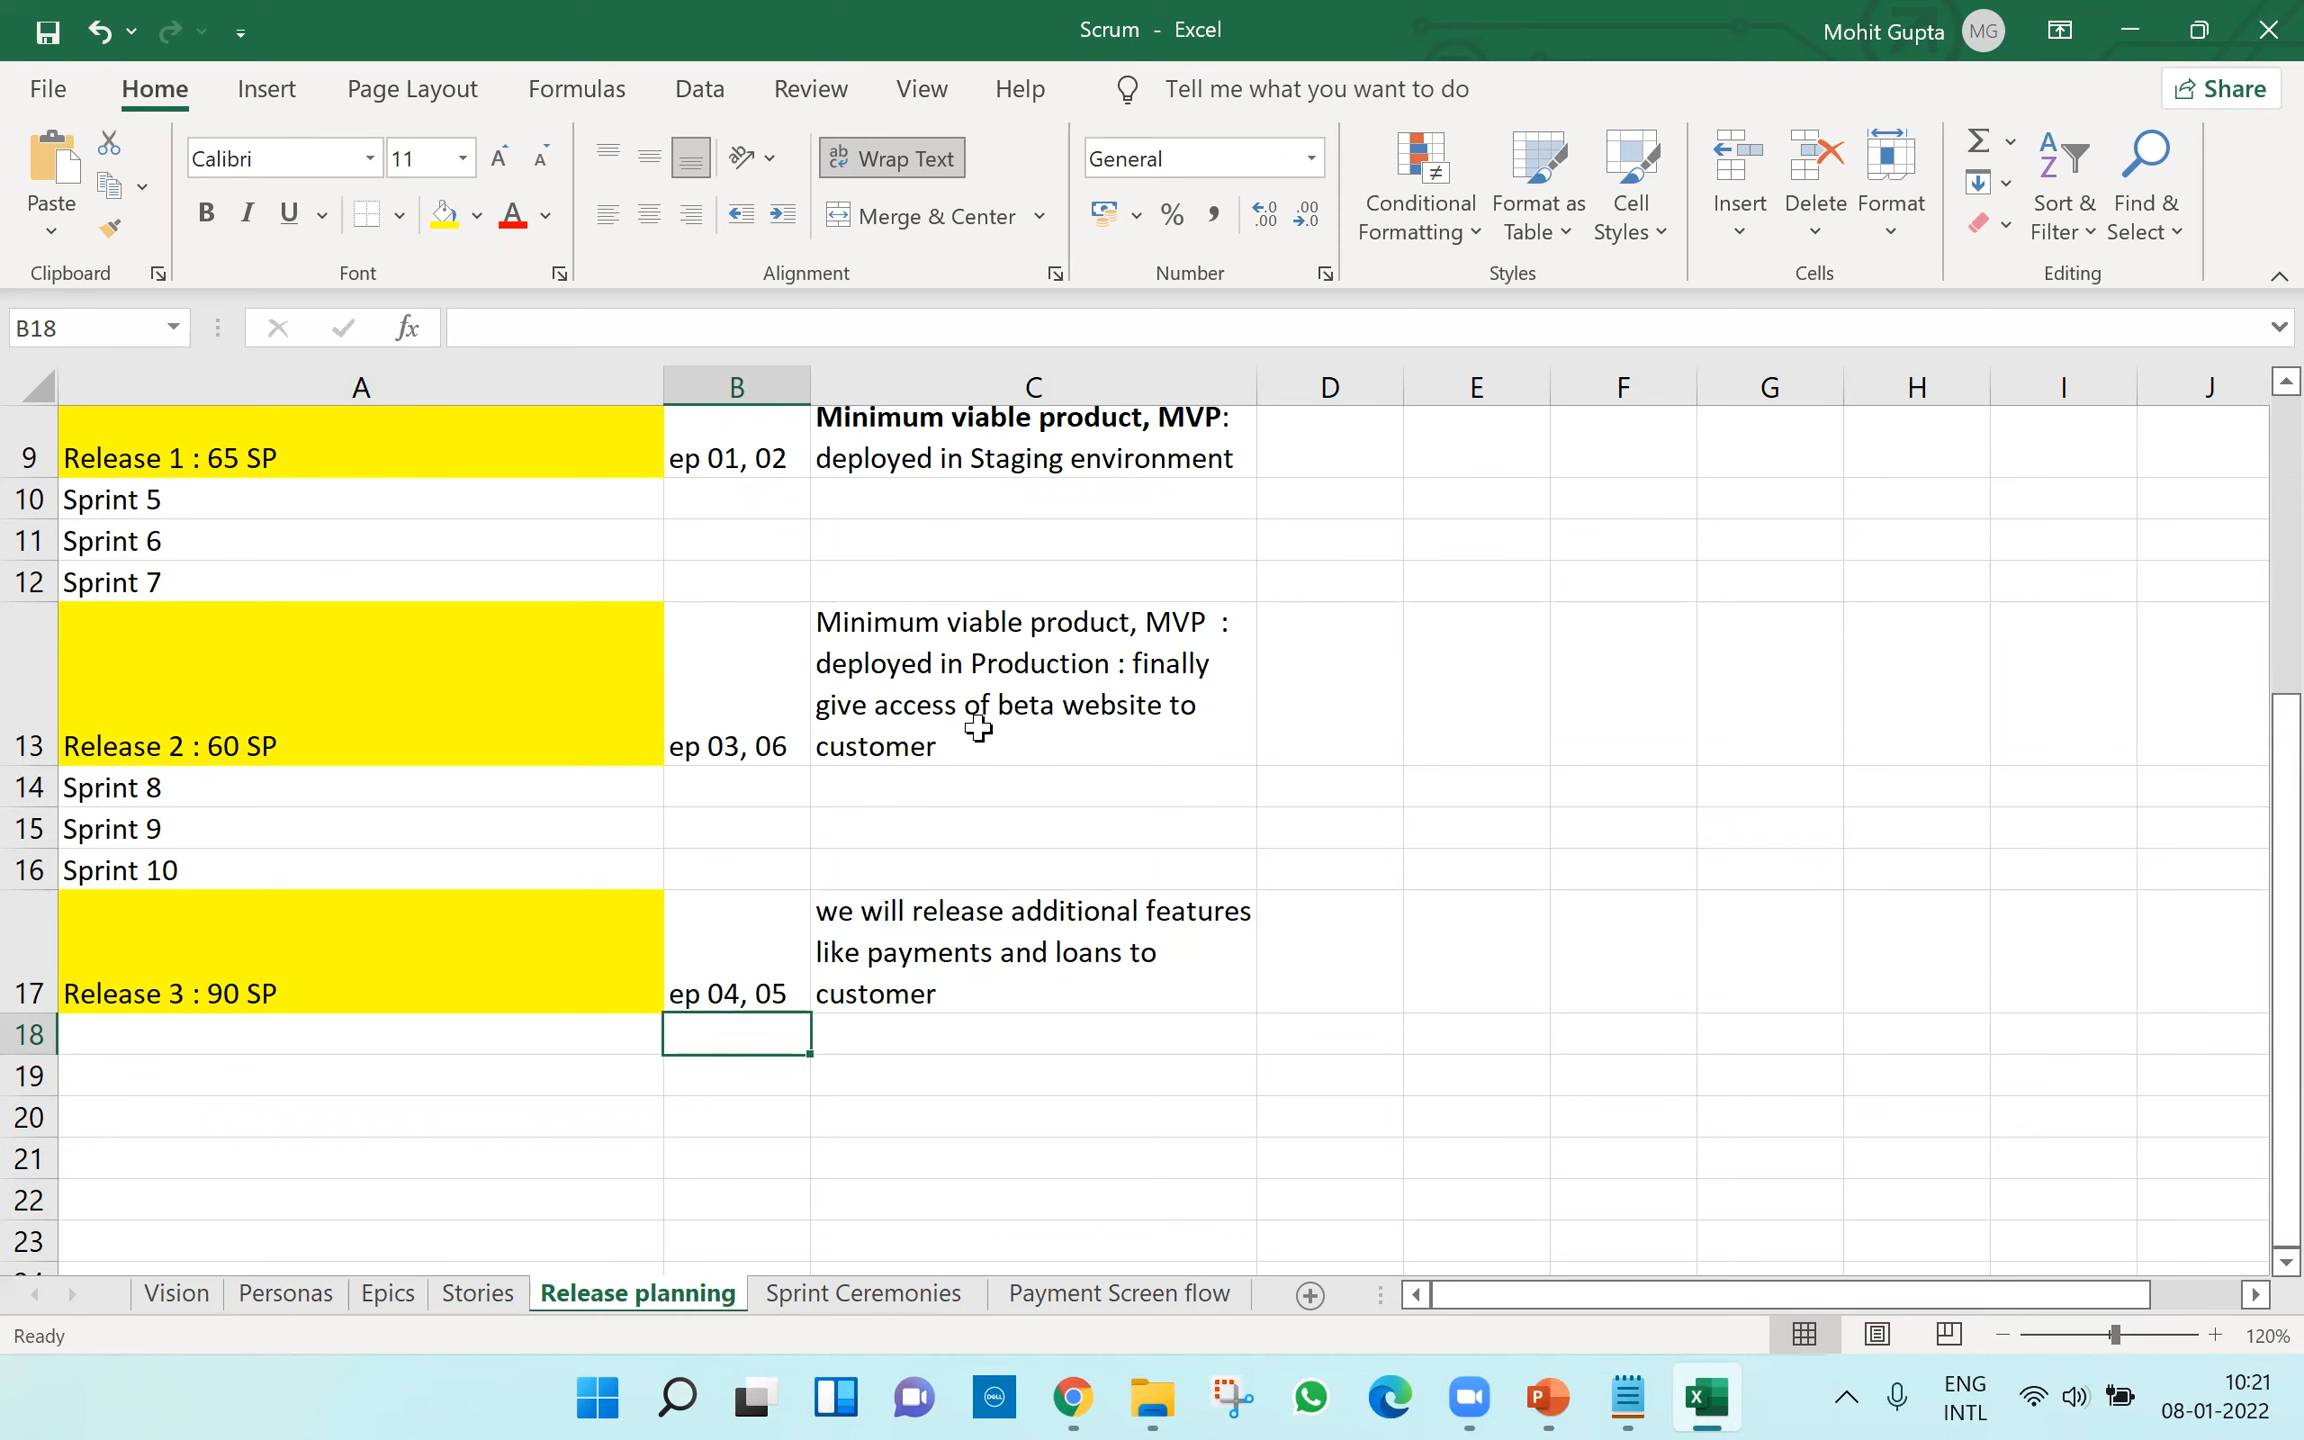 Scrum - Excel
Mohit Gupta MG
File Home Insert Page Layout Formulas Data Review View Help Tell me what you want to do Share
Paste
Clipboard
Calibri 11 A A
B I U A
Font
ab Wrap Text
Merge & Center
Alignment
General
% , .00 .00
Number
Conditional Formatting
Format as Table
Cell Styles
Styles
Insert Delete Format
Cells
Sort & Filter
Find & Select
Editing
B18 fx
A B C D E F G H I J
Minimum viable product, MVP:
9 Release 1 : 65 SP ep 01, 02 deployed in Staging environment
10 Sprint 5
11 Sprint 6
12 Sprint 7
Minimum viable product, MVP :
deployed in Production : finally
give access of beta website to
13 Release 2 : 60 SP ep 03, 06 customer
14 Sprint 8
15 Sprint 9
16 Sprint 10
we will release additional features
like payments and loans to
17 Release 3 : 90 SP ep 04, 05 customer
18
19
20
21
22
23
Vision Personas Epics Stories Release planning Sprint Ceremonies Payment Screen flow
Ready 120%
ENG 10:21
INTL 08-01-2022